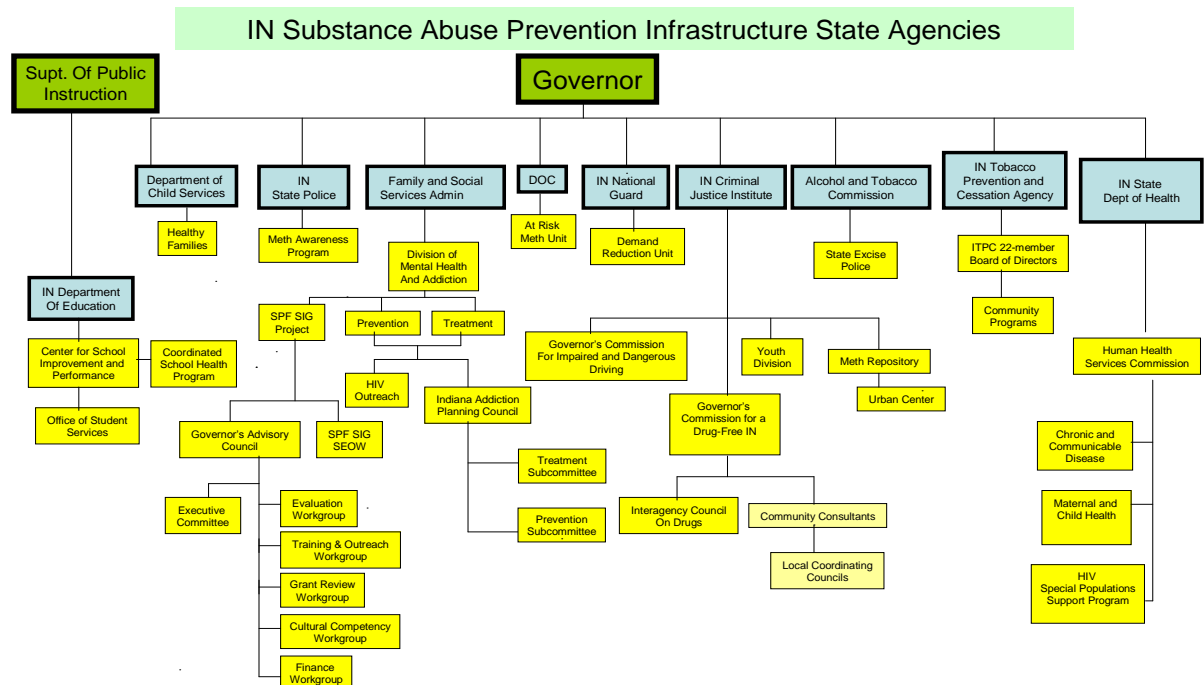 IN Substance Abuse Prevention Infrastructure State Agencies
Supt. Of Public
Instruction
Governor
Department of
Child Services
IN
State Police
Family and Social
Services Admin
DOC
IN National
Guard
IN Criminal
Justice Institute
Alcohol and Tobacco
Commission
IN Tobacco
Prevention and
Cessation Agency
IN State
Dept of Health
Healthy
Families
Meth Awareness
Program
Division of
Mental Health
And Addiction
At Risk
Meth Unit
Demand
Reduction Unit
State Excise
Police
ITPC 22-member
Board of Directors
Community
Programs
IN Department
Of Education
SPF SIG
Project
Prevention
Treatment
Governor's Commission
For Impaired and Dangerous
Driving
Youth
Division
Meth Repository
Urban Center
Human Health
Services Commission
Center for School
Improvement and
Performance
Coordinated
School Health
Program
Office of Student
Services
HIV
Outreach
Indiana Addiction
Planning Council
Governor's
Commission for a
Drug-Free IN
Governor's Advisory
Council
SPF SIG
SEOW
Treatment
Subcommittee
Prevention
Subcommittee
Interagency Council
On Drugs
Community Consultants
Local Coordinating
Councils
Chronic and
Communicable
Disease
Maternal and
Child Health
HIV
Special Populations
Support Program
Executive
Committee
Evaluation
Workgroup
Training & Outreach
Workgroup
Grant Review
Workgroup
Cultural Competency
Workgroup
Finance
Workgroup